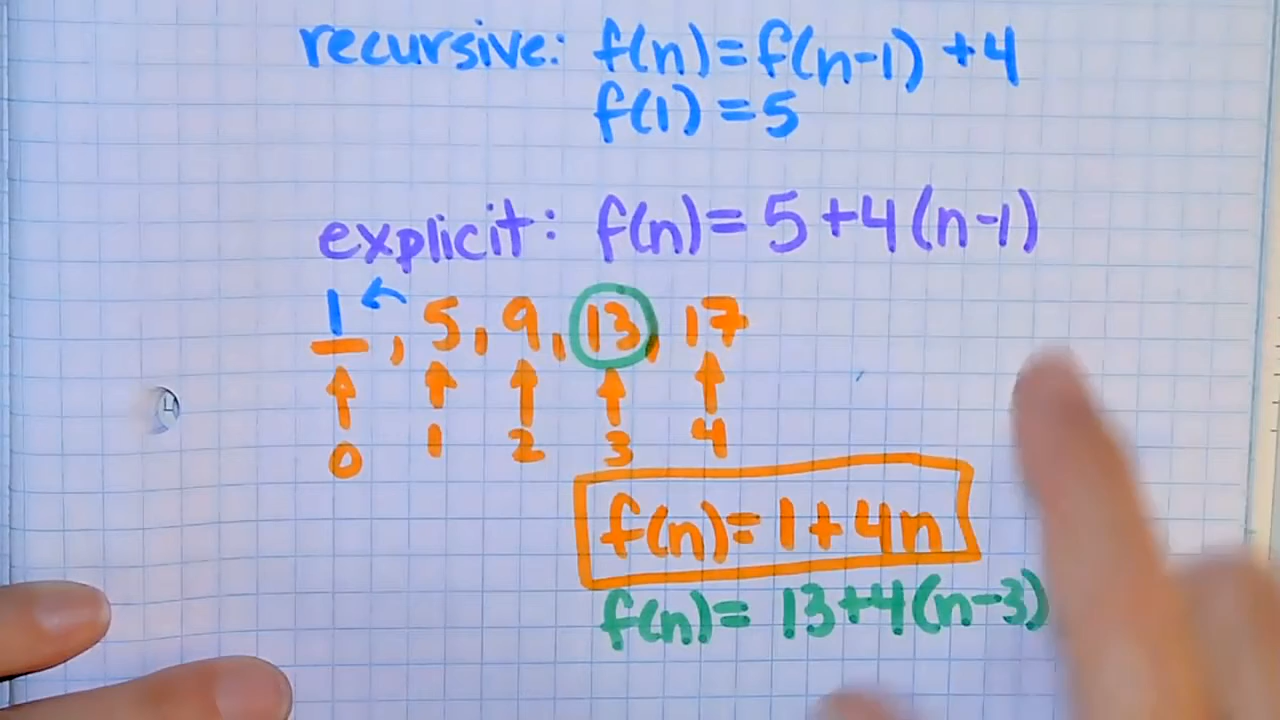 recursive: f(n)=f(n-1) +4
f(1) = 5
explicit: f(n)= 5+4(n-1)
1, 5, 9, 13, 17
0 1 2 3 4
f(n)= 1+4n
f(n)= 13+4(n-3)